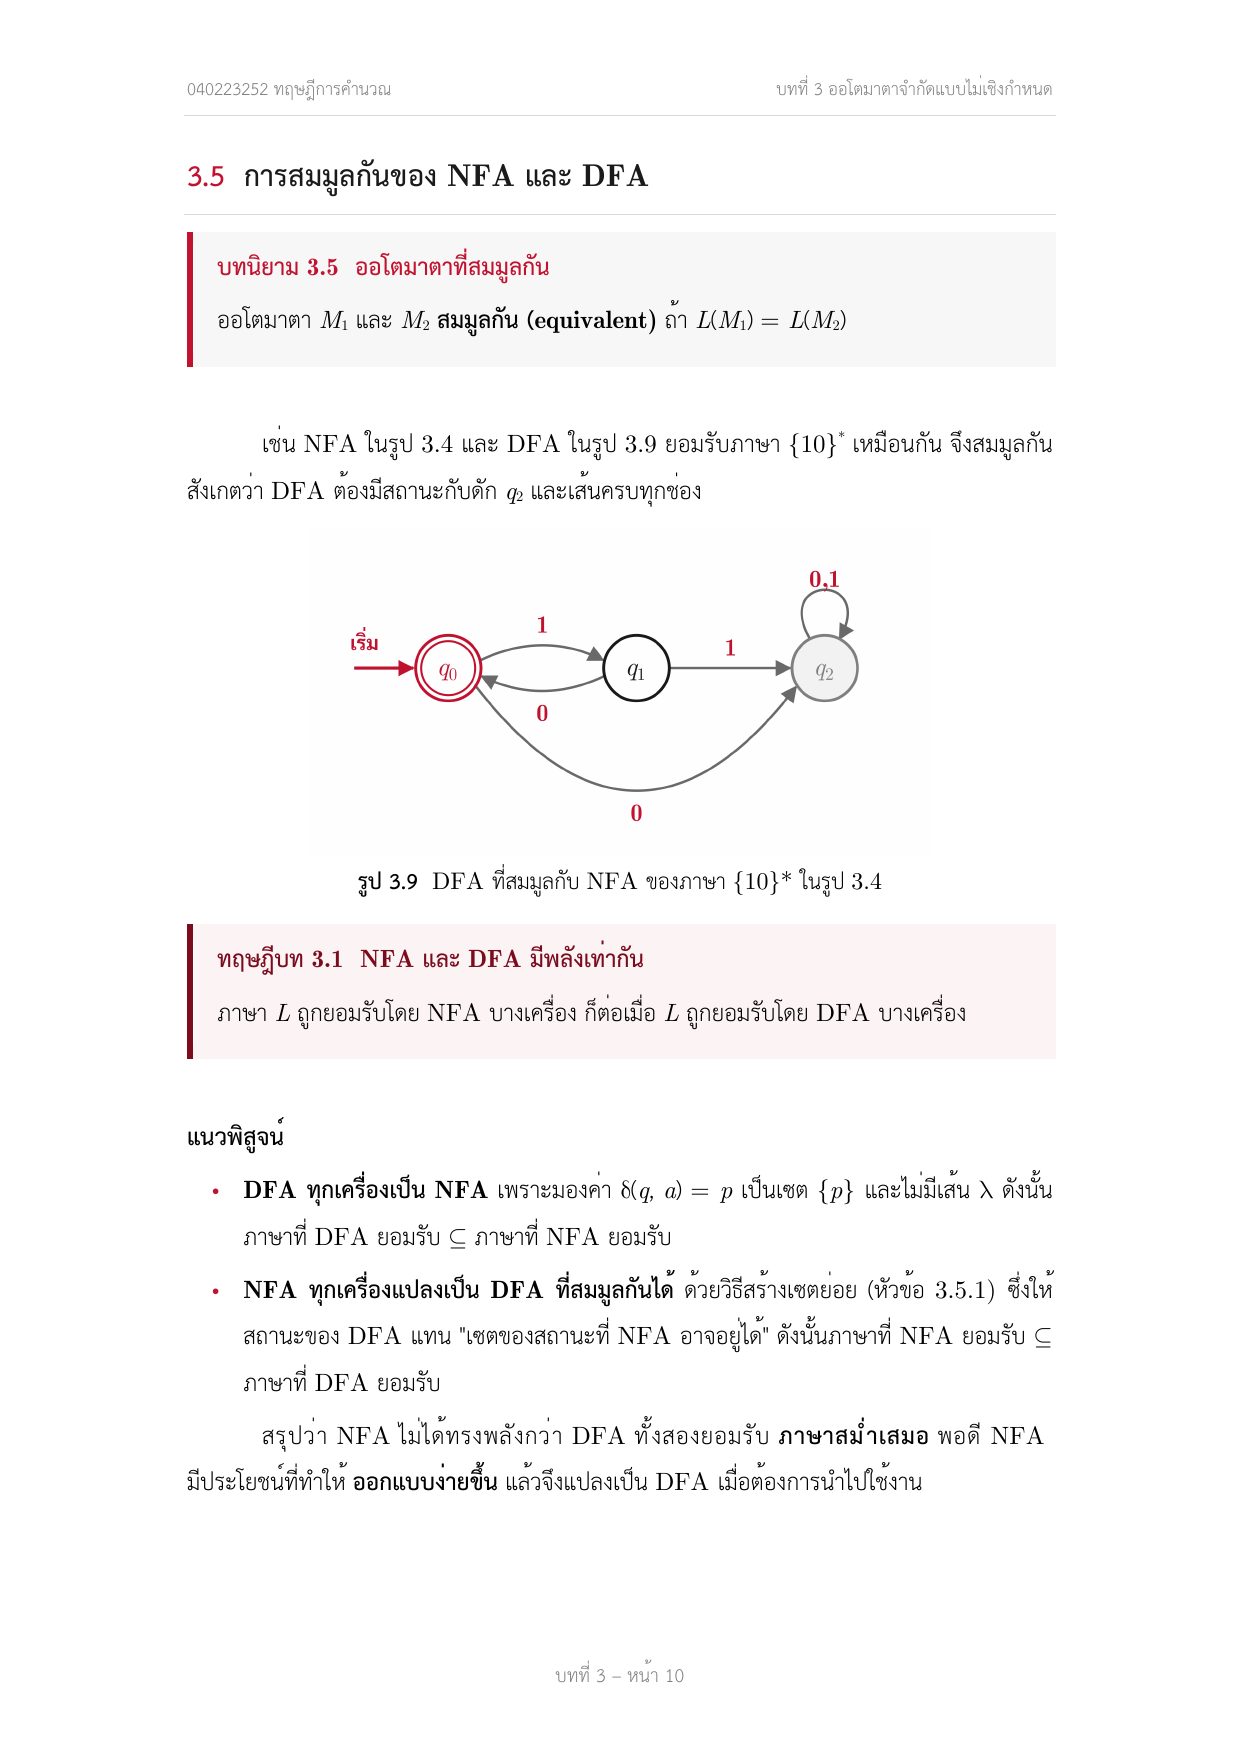 040223252 ทฤษฎีการคำนวณ
บทที่ 3 ออโตมาตาจำกัดแบบไม่เชิงกำหนด
3.5 การสมมูลกันของ NFA และ DFA
บทนิยาม 3.5 ออโตมาตาที่สมมูลกัน
ออโตมาตา M₁ และ M₂ สมมูลกัน (equivalent) ถ้า L(M₁) = L(M₂)
เช่น NFA ในรูป 3.4 และ DFA ในรูป 3.9 ยอมรับภาษา {10}* เหมือนกัน จึงสมมูลกัน
สังเกตว่า DFA ต้องมีสถานะกับดัก q₂ และเส้นครบทุกช่อง
0,1
1
เริ่ม
1
q₀
q₁
q₂
0
0
รูป 3.9 DFA ที่สมมูลกับ NFA ของภาษา {10}* ในรูป 3.4
ทฤษฎีบท 3.1 NFA และ DFA มีพลังเท่ากัน
ภาษา L ถูกยอมรับโดย NFA บางเครื่อง ก็ต่อเมื่อ L ถูกยอมรับโดย DFA บางเครื่อง
แนวพิสูจน์
• DFA ทุกเครื่องเป็น NFA เพราะมองค่า δ(q, a) = p เป็นเซต {p} และไม่มีเส้น λ ดังนั้น
ภาษาที่ DFA ยอมรับ ⊆ ภาษาที่ NFA ยอมรับ
• NFA ทุกเครื่องแปลงเป็น DFA ที่สมมูลกันได้ ด้วยวิธีสร้างเซตย่อย (หัวข้อ 3.5.1) ซึ่งให้
สถานะของ DFA แทน "เซตของสถานะที่ NFA อาจอยู่ได้" ดังนั้นภาษาที่ NFA ยอมรับ ⊆
ภาษาที่ DFA ยอมรับ
สรุปว่า NFA ไม่ได้ทรงพลังกว่า DFA ทั้งสองยอมรับ ภาษาสม่ำเสมอ พอดี NFA
มีประโยชน์ที่ทำให้ ออกแบบง่ายขึ้น แล้วจึงแปลงเป็น DFA เมื่อต้องการนำไปใช้งาน
บทที่ 3 – หน้า 10